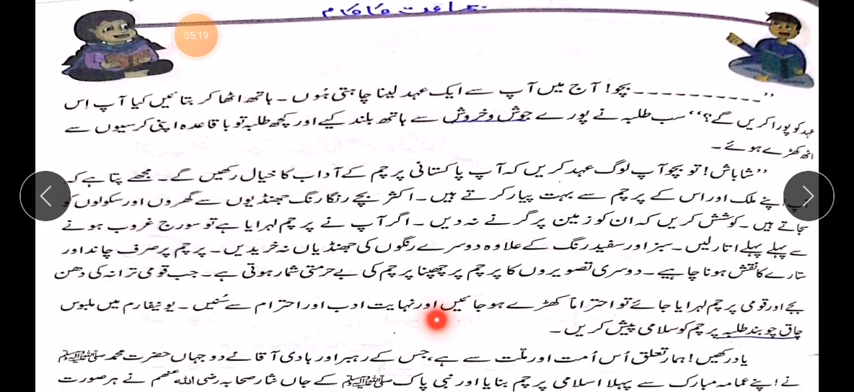 05:19
" ـــــــــــــ بچو! آج میں آپ سے ایک عہد لینا چاہتی ہُوں۔ ہاتھ اٹھا کر بتائیں کیا آپ اِس
عہد کو پورا کریں گے؟" سب طلبہ نے پورے جوش و خروش سے ہاتھ بلند کیے اور کچھ طلبہ تو باقاعدہ اپنی کرسیوں سے
اٹھ کھڑے ہوئے۔
"شاباش! تو بچو آپ لوگ عہد کریں کہ آپ پاکستانی پرچم کے آداب کا خیال رکھیں گے۔ مجھے پتا ہے کہ
اپنے ملک اور اس کے پرچم سے بہت پیار کرتے ہیں۔ اکثر بچے رنگا رنگ جھنڈیوں سے گھروں اور سکولوں کو
سجاتے ہیں۔ کوشش کریں کہ ان کو زمین پر گرنے نہ دیں۔ اگر آپ نے پرچم لہرایا ہے تو سورج غروب ہونے
سے پہلے پہلے اتار لیں۔ سبز اور سفید رنگ کے علاوہ دوسرے رنگوں کی جھنڈیاں نہ خریدیں۔ پرچم پر صرف چاند اور
ستارے کا نقش ہونا چاہیے۔ دوسری تصویروں کا پرچم پر چھپنا پرچم کی بے حرمتی شمار ہوتی ہے۔ جب قومی ترانہ کی دھن
بجے اور قومی پرچم لہرایا جائے تو احتراماً کھڑے ہو جائیں اور نہایت ادب اور احترام سے سُنیں۔ یونیفارم میں ملبوس
چاق چوبند طلبہ پرچم کو سلامی پیش کریں۔
یاد رکھیں! ہمارا تعلق اُس اُمت اور ملّت سے ہے، جس کے رہبر اور ہادی آقائے دو جہاں حضرت محمد ﷺ
نے اپنے عمامہ مبارک سے پہلا اسلامی پرچم بنایا اور نبی پاک ﷺ کے جاں نثار صحابہ رضی اللہ عنھم نے ہر صورت